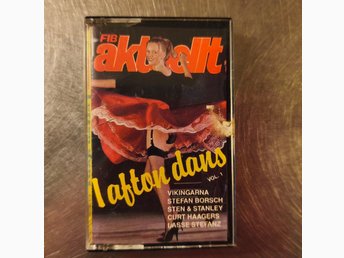 FIB
aktuellt
I afton dans
VOL. 1
VIKINGARNA
STEFAN BORSCH
STEN & STANLEY
CURT HAAGERS
LASSE STEFANZ